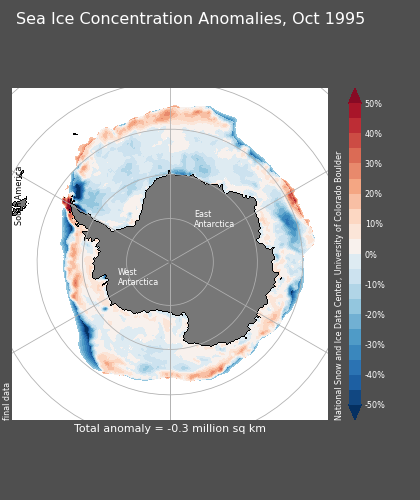 Sea Ice Concentration Anomalies, Oct 1995
South America
East
Antarctica
West
Antarctica
final data
National Snow and Ice Data Center, University of Colorado Boulder
50%
40%
30%
20%
10%
0%
-10%
-20%
-30%
-40%
-50%
Total anomaly = -0.3 million sq km